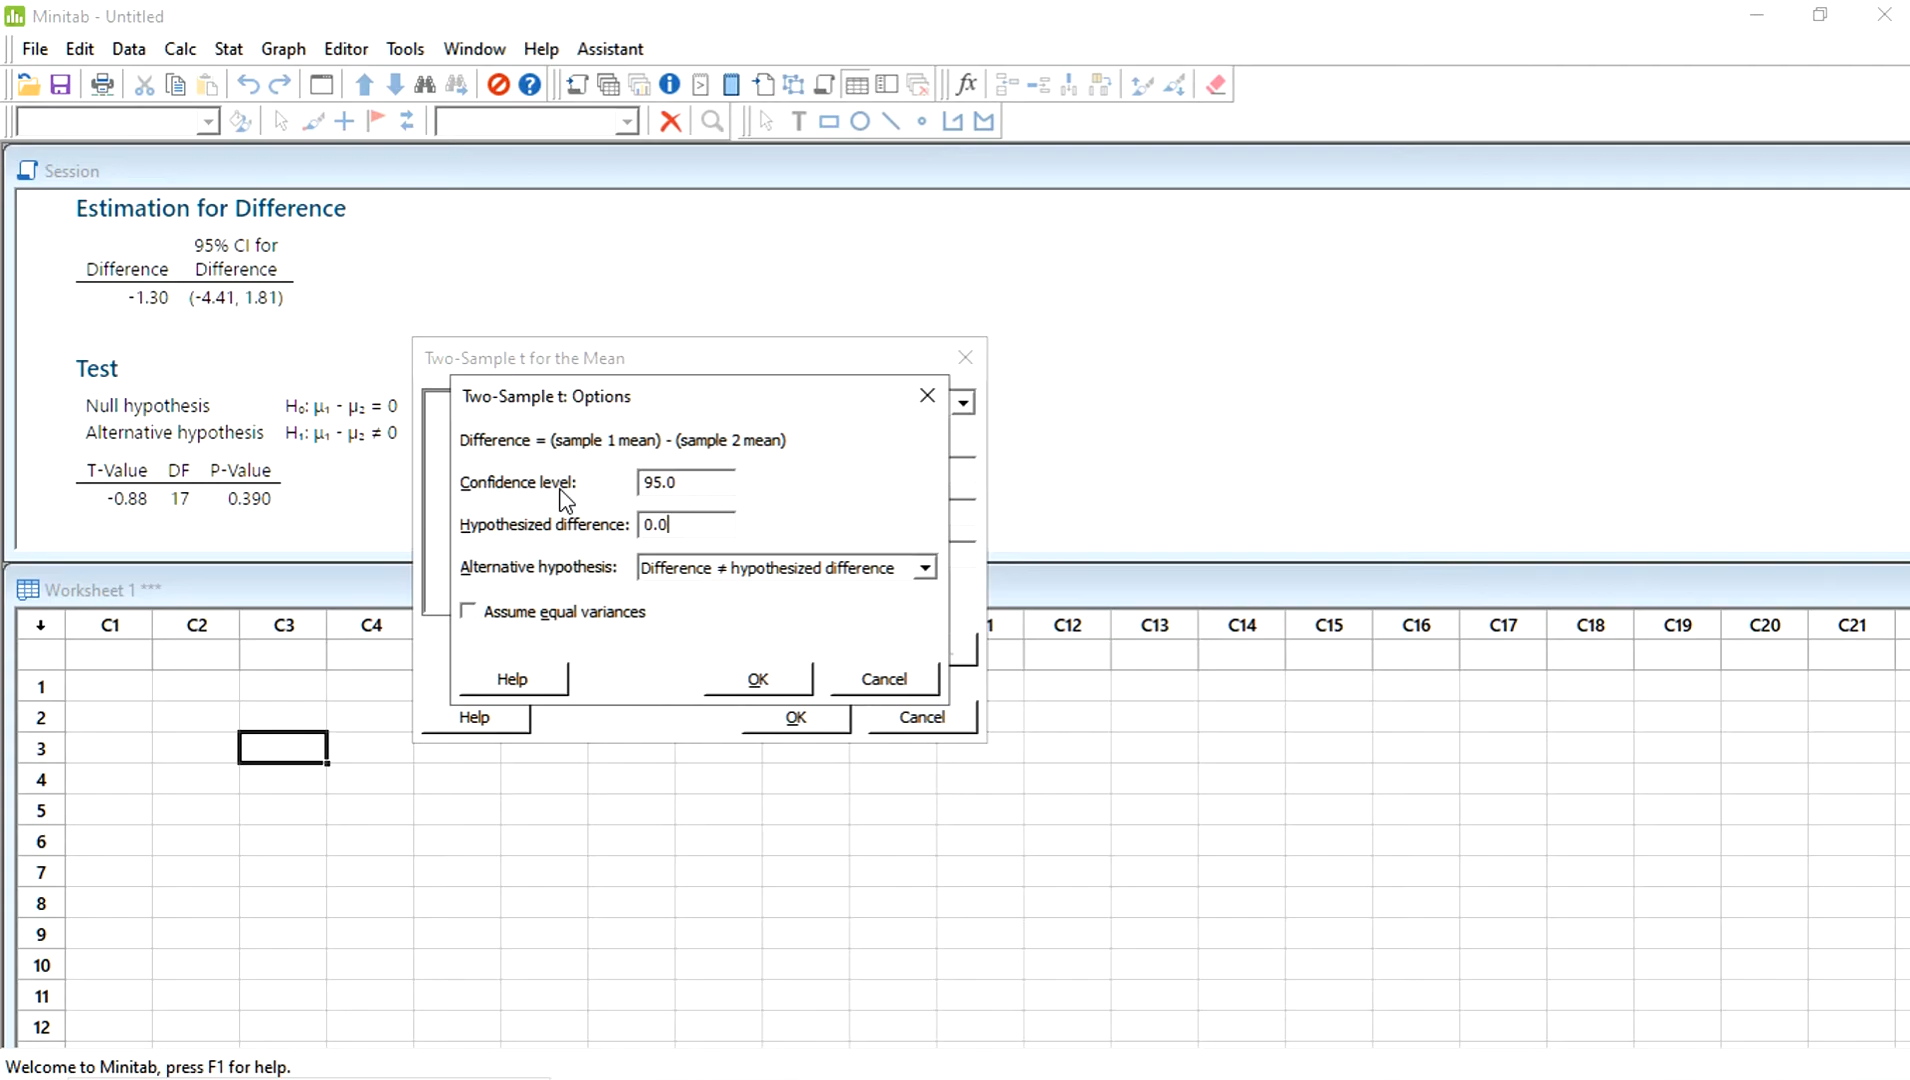 Minitab - Untitled
File Edit Data Calc Stat Graph Editor Tools Window Help Assistant
Session
Estimation for Difference
95% CI for
Difference Difference
-1.30 (-4.41, 1.81)
Test
Null hypothesis H₀: μ₁ - μ₂ = 0
Alternative hypothesis H₁: μ₁ - μ₂ ≠ 0
T-Value DF P-Value
-0.88 17 0.390
Two-Sample t for the Mean
Two-Sample t: Options
Difference = (sample 1 mean) - (sample 2 mean)
Confidence level: 95.0
Hypothesized difference: 0.0
Alternative hypothesis: Difference ≠ hypothesized difference
Assume equal variances
Help OK Cancel
Help OK Cancel
Worksheet 1 ***
C1 C2 C3 C4 C12 C13 C14 C15 C16 C17 C18 C19 C20 C21
1
2
3
4
5
6
7
8
9
10
11
12
Welcome to Minitab, press F1 for help.